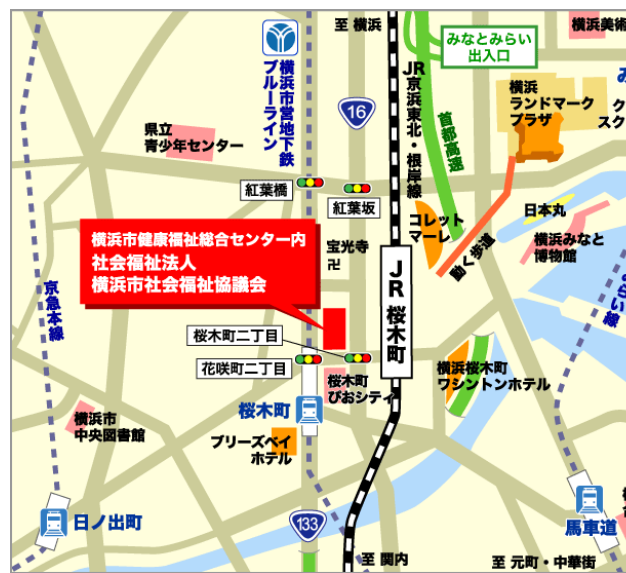 至 横浜
みなとみらい
出入口
横浜美術
横浜市営地下鉄
ブルーライン
16
JR京浜東北・根岸線
首都高速
横浜
ランドマーク
プラザ
み
ク
スク
県立
青少年センター
紅葉橋
紅葉坂
コレット
マーレ
動く歩道
日本丸
横浜みなと
博物館
横浜市健康福祉総合センター内
社会福祉法人
横浜市社会福祉協議会
宝光寺
卍
JR 桜木町
京急本線
らい線
桜木町二丁目
花咲町二丁目
桜木町
ぴおシティ
横浜桜木町
ワシントンホテル
桜木町
横浜市
中央図書館
ブリーズベイ
ホテル
日ノ出町
133
馬車道
至 関内
至 元町・中華街